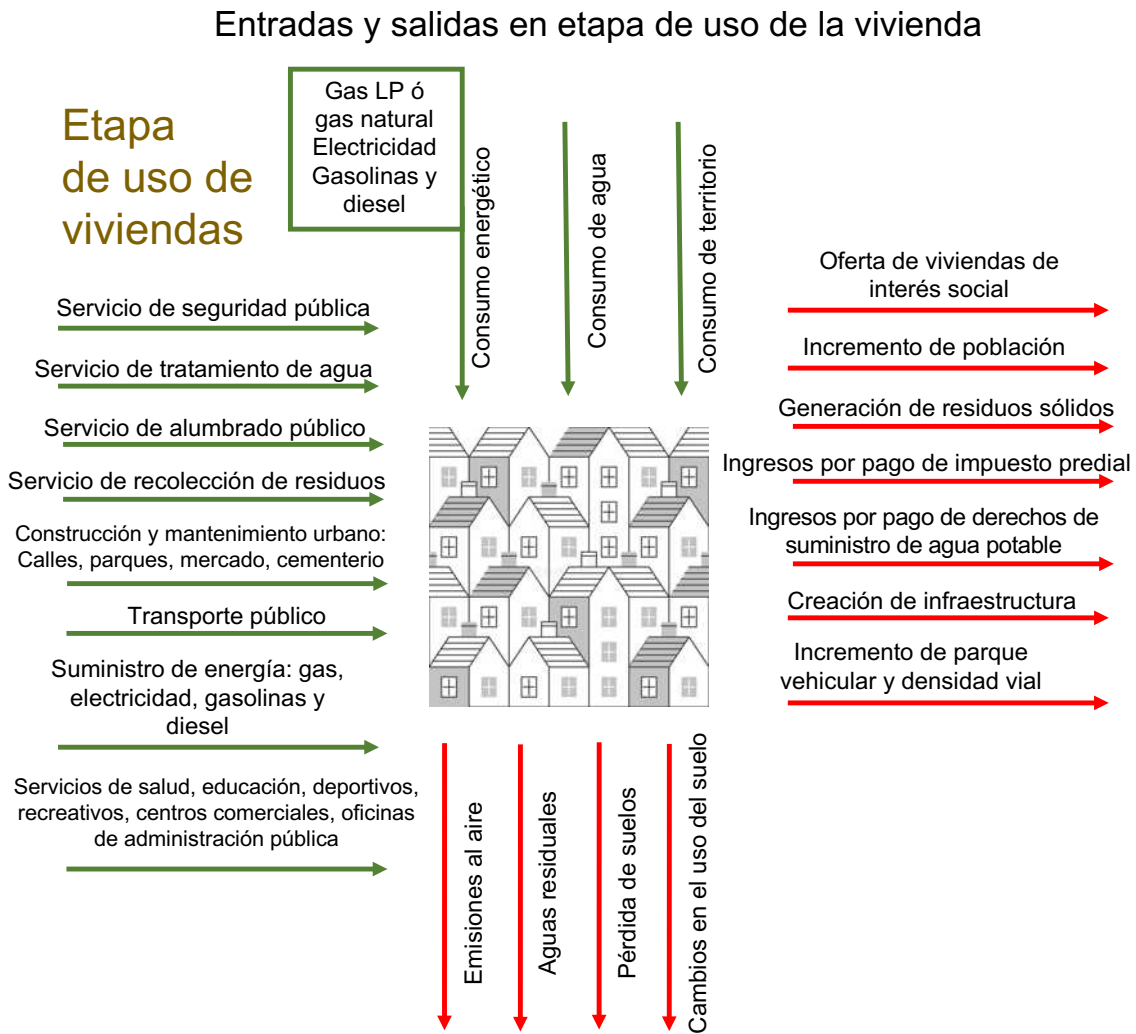 Entradas y salidas en etapa de uso de la vivienda
Etapa
de uso de
viviendas
Gas LP ó
gas natural
Electricidad
Gasolinas y
diesel
Consumo energético
Consumo de agua
Consumo de territorio
Servicio de seguridad pública
Servicio de tratamiento de agua
Servicio de alumbrado público
Servicio de recolección de residuos
Construcción y mantenimiento urbano:
Calles, parques, mercado, cementerio
Transporte público
Suministro de energía: gas,
electricidad, gasolinas y
diesel
Servicios de salud, educación, deportivos,
recreativos, centros comerciales, oficinas
de administración pública
Oferta de viviendas de
interés social
Incremento de población
Generación de residuos sólidos
Ingresos por pago de impuesto predial
Ingresos por pago de derechos de
suministro de agua potable
Creación de infraestructura
Incremento de parque
vehicular y densidad vial
Emisiones al aire
Aguas residuales
Pérdida de suelos
Cambios en el uso del suelo